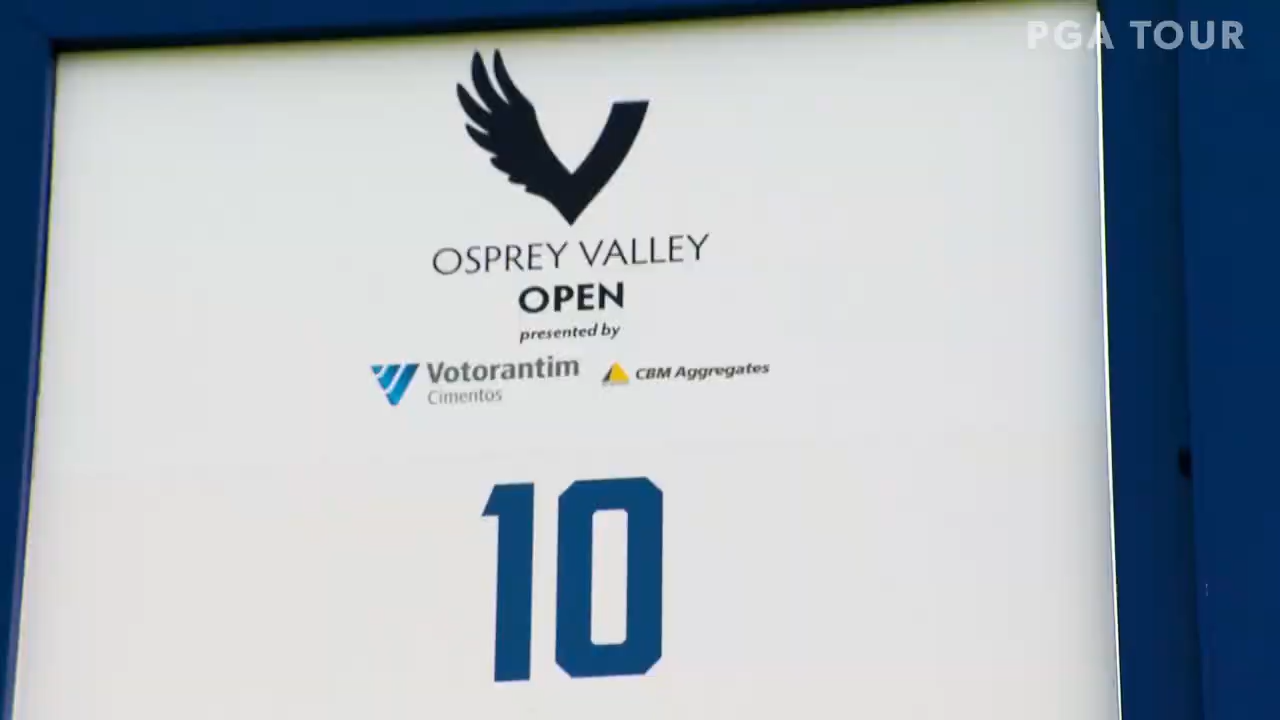 PGA TOUR
OSPREY VALLEY
OPEN
presented by
Votorantim
Cimentos
CBM Aggregates
10